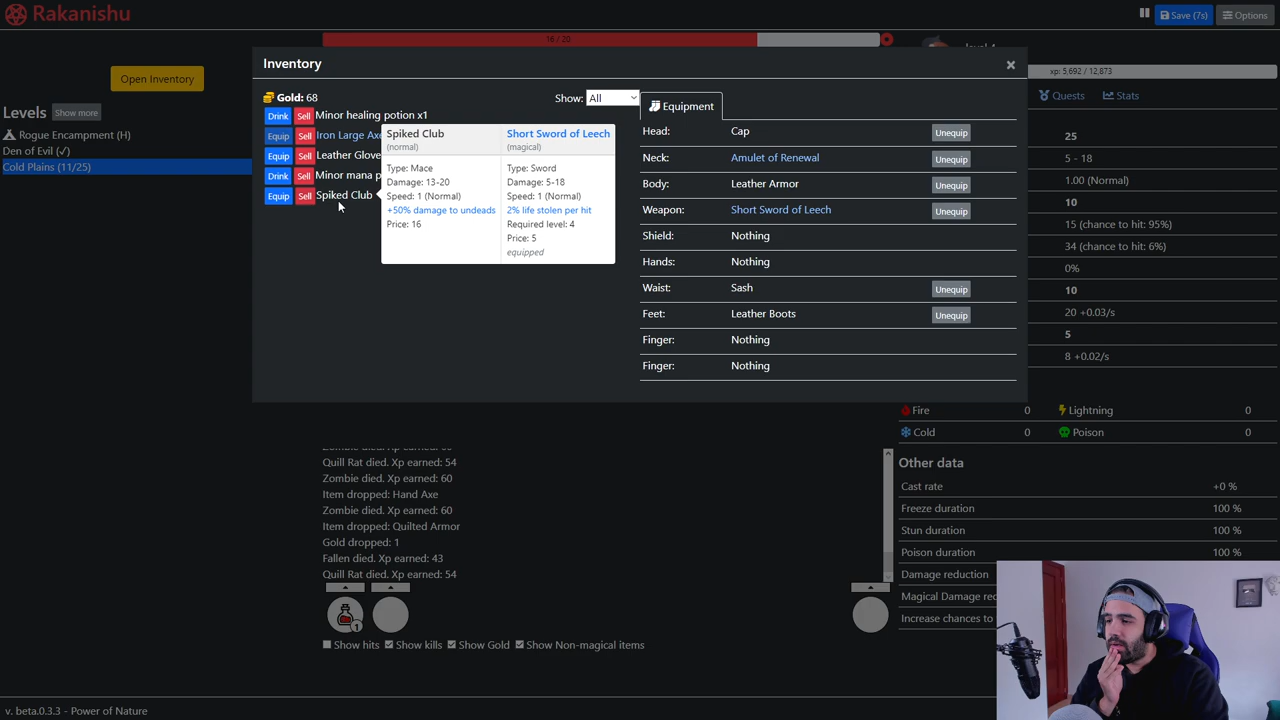 Rakanishu
Save (7s)
Options
16 / 20
level 4
Open Inventory
Inventory
×
xp: 5,692 / 12,873
Levels
Show more
Quests
Stats
Rogue Encampment (H)
Den of Evil (✓)
Cold Plains (11/25)
Gold: 68
Show:
All
Drink
Sell
Minor healing potion x1
Equip
Sell
Iron Large Axe
Equip
Sell
Leather Glove
Drink
Sell
Minor mana p
Equip
Sell
Spiked Club
Spiked Club
(normal)
Type: Mace
Damage: 13-20
Speed: 1 (Normal)
+50% damage to undeads
Price: 16
Short Sword of Leech
(magical)
Type: Sword
Damage: 5-18
Speed: 1 (Normal)
2% life stolen per hit
Required level: 4
Price: 5
equipped
Equipment
Head: Cap Unequip
Neck: Amulet of Renewal Unequip
Body: Leather Armor Unequip
Weapon: Short Sword of Leech Unequip
Shield: Nothing
Hands: Nothing
Waist: Sash Unequip
Feet: Leather Boots Unequip
Finger: Nothing
Finger: Nothing
25
5 - 18
1.00 (Normal)
10
15 (chance to hit: 95%)
34 (chance to hit: 6%)
0%
10
20 +0.03/s
5
8 +0.02/s
Fire 0
Lightning 0
Cold 0
Poison 0
Other data
Cast rate +0 %
Freeze duration 100 %
Stun duration 100 %
Poison duration 100 %
Damage reduction
Magical Damage red
Increase chances to
Quill Rat died. Xp earned: 54
Zombie died. Xp earned: 60
Item dropped: Hand Axe
Zombie died. Xp earned: 60
Item dropped: Quilted Armor
Gold dropped: 1
Fallen died. Xp earned: 43
Quill Rat died. Xp earned: 54
1
Show hits
Show kills
Show Gold
Show Non-magical items
v. beta.0.3.3 - Power of Nature